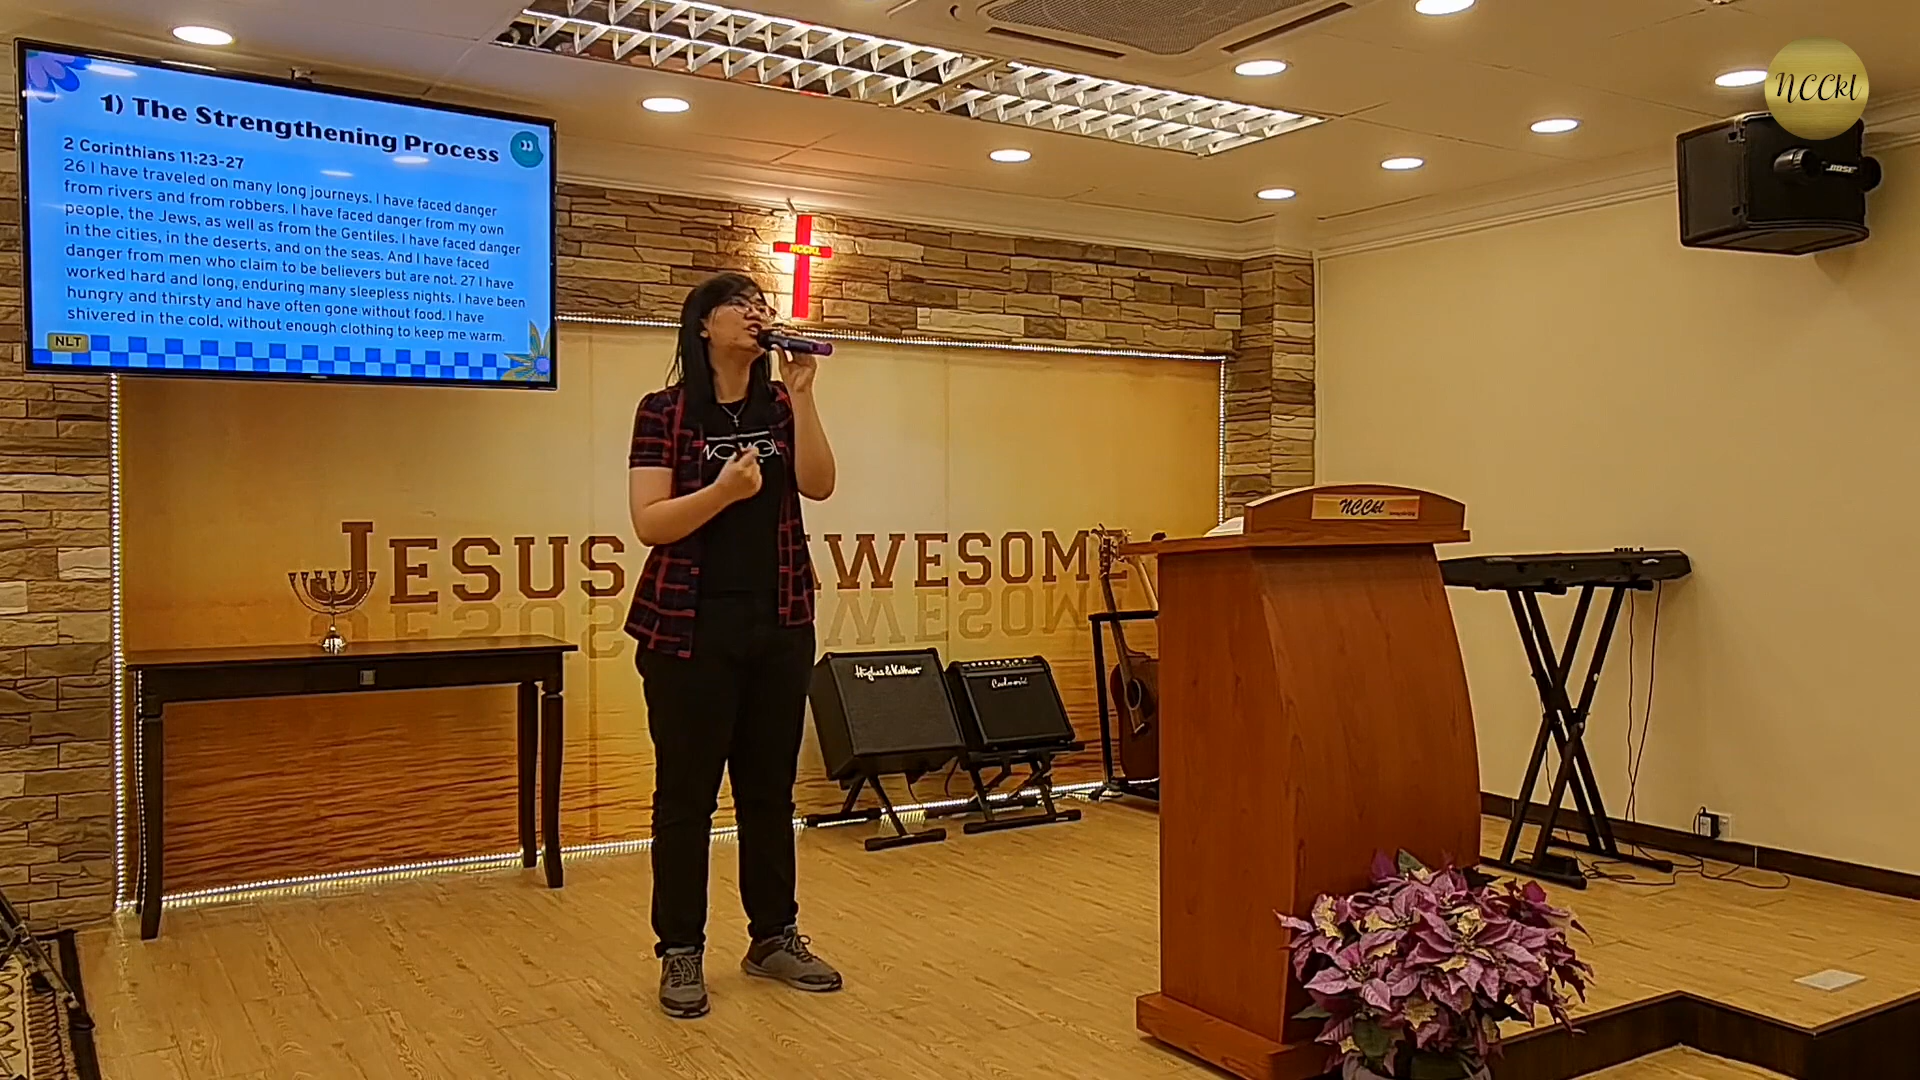 1) The Strengthening Process
2 Corinthians 11:23-27
26 I have traveled on many long journeys. I have faced danger
from rivers and from robbers. I have faced danger from my own
people, the Jews, as well as from the Gentiles. I have faced danger
in the cities, in the deserts, and on the seas. And I have faced
danger from men who claim to be believers but are not. 27 I have
worked hard and long, enduring many sleepless nights. I have been
hungry and thirsty and have often gone without food. I have
shivered in the cold, without enough clothing to keep me warm.
NLT
NCCkl
BOSE
NCCKL
JESUS AWESOME
Hughes & Kettner
NCCkl